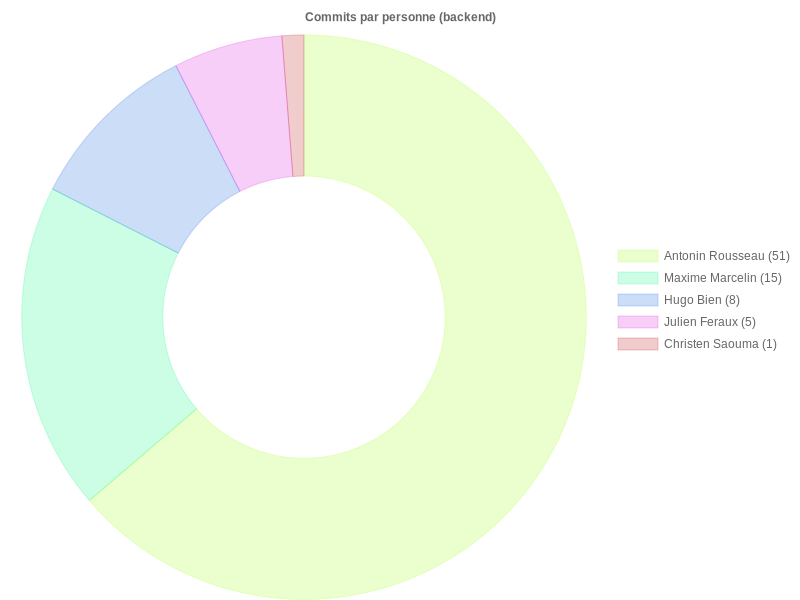 Commits par personne (backend)
Antonin Rousseau (51)
Maxime Marcelin (15)
Hugo Bien (8)
Julien Feraux (5)
Christen Saouma (1)